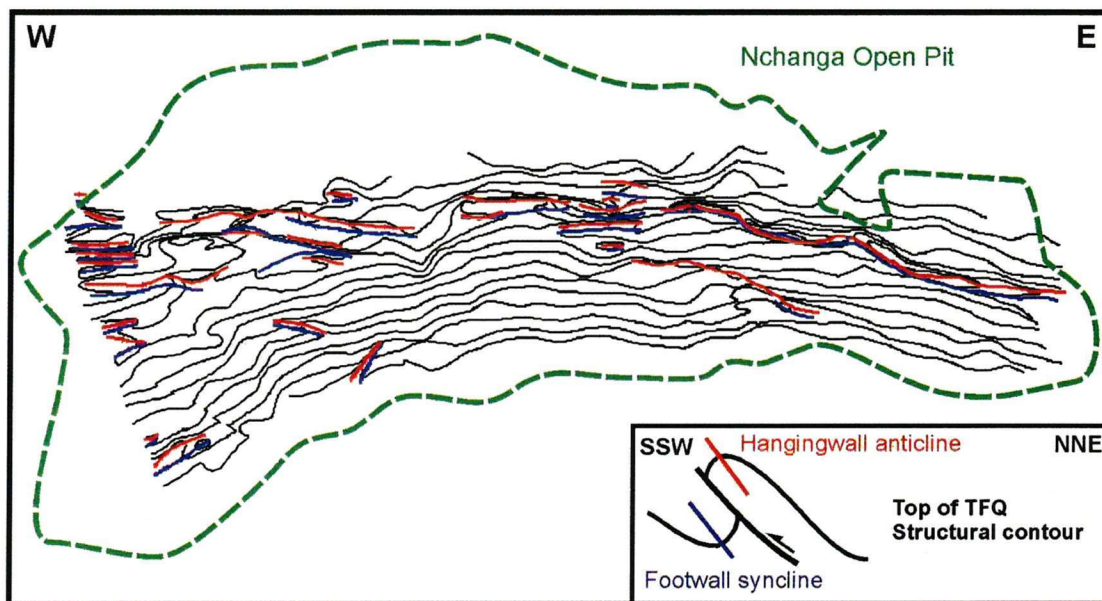 W
E
Nchanga Open Pit
SSW
Hangingwall anticline
NNE
Top of TFQ
Structural contour
Footwall syncline